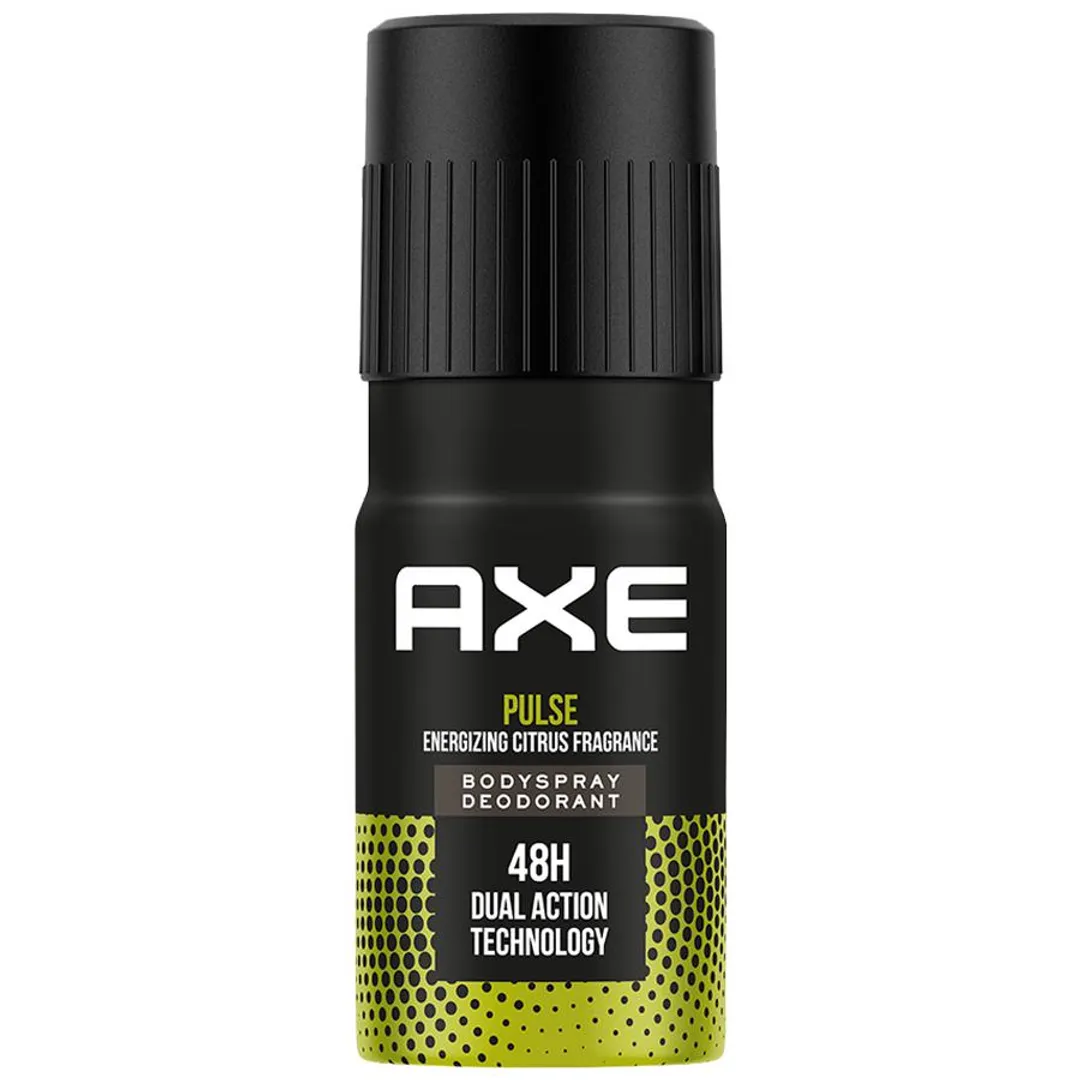 AXE
PULSE
ENERGIZING CITRUS FRAGRANCE
BODYSPRAY
DEODORANT
48H
DUAL ACTION
TECHNOLOGY